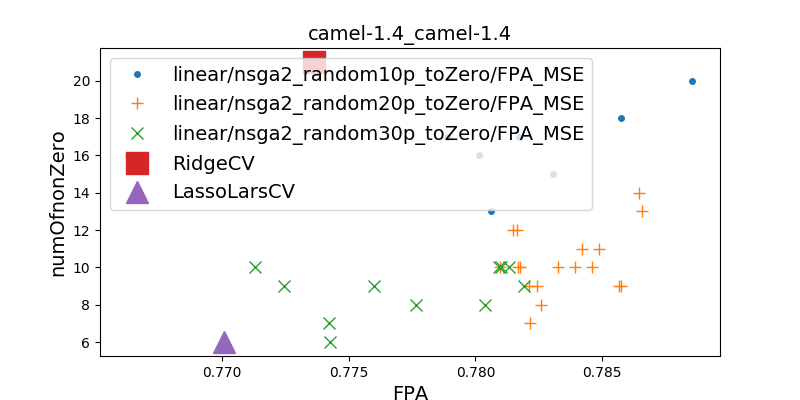 camel-1.4_camel-1.4
linear/nsga2_random10p_toZero/FPA_MSE
linear/nsga2_random20p_toZero/FPA_MSE
linear/nsga2_random30p_toZero/FPA_MSE
RidgeCV
LassoLarsCV
numOfnonZero
20
18
16
14
12
10
8
6
0.770
0.775
0.780
0.785
FPA